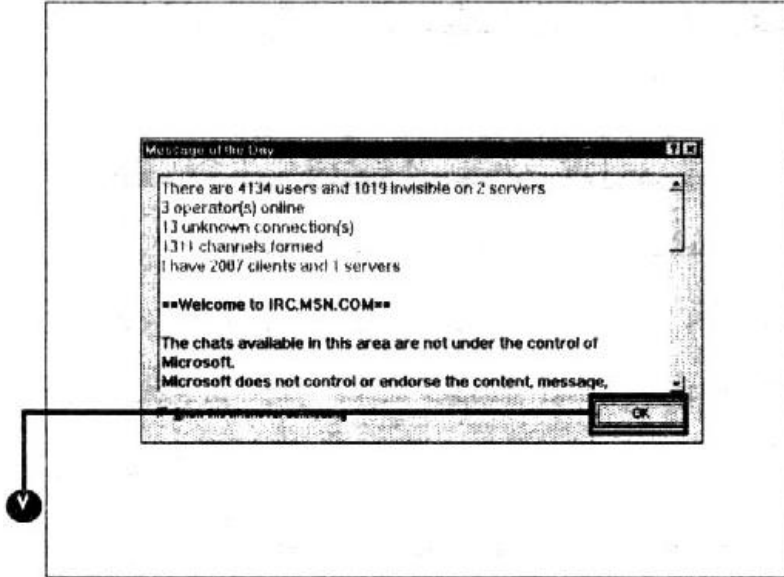 Message of the Day
There are 4134 users and 1019 invisible on 2 servers
3 operator(s) online
13 unknown connection(s)
1311 channels formed
I have 2007 clients and 1 servers
==Welcome to IRC.MSN.COM==
The chats available in this area are not under the control of
Microsoft.
Microsoft does not control or endorse the content, message,
OK
٧